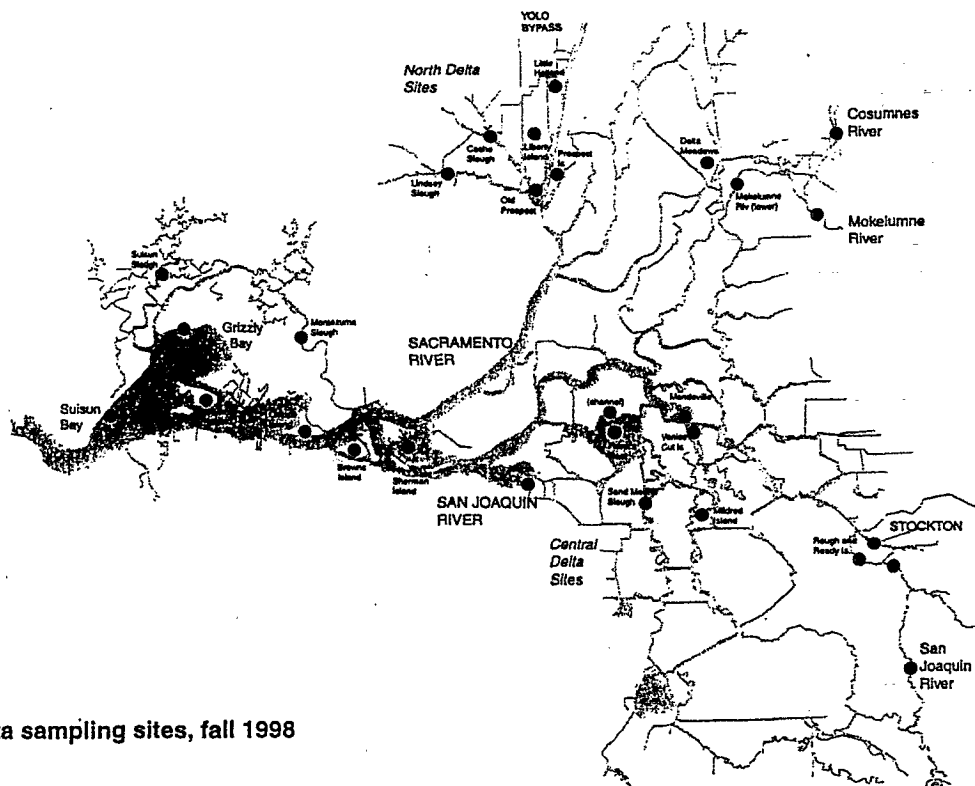 YOLO
BYPASS
North Delta
Sites
Little
Holland
Cosumnes
River
Cache
Slough
Liberty
Island
Prospect
Is
Delta
Meadows
Lindsey
Slough
Old
Prospect
Mokelumne
Riv (lower)
Mokelumne
River
Suisun
Slough
Grizzly
Bay
Montezuma
Slough
SACRAMENTO
RIVER
Suisun
Bay
(channel)
Mandeville
Venice
Cut Is
Browns
Island
Sherman
Island
SAN JOAQUIN
RIVER
Sand Mound
Slough
Mildred
Island
STOCKTON
Rough and
Ready Is.
Central
Delta
Sites
San
Joaquin
River
ta sampling sites, fall 1998